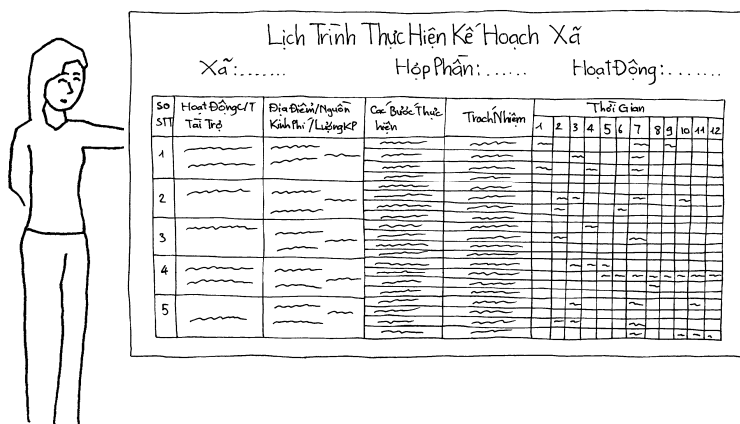 Lịch Trình Thực Hiện Kế Hoạch Xã
Xã:....... Hợp Phần:...... Hoạt Động:.......
SO STT
Hoạt Động C/T
Tài Trợ
Địa Điểm/Nguồn
Kinh Phí/Lượng KP
Các Bước Thực
hiện
Trách Nhiệm
Thời Gian
1 2 3 4 5 6 7 8 9 10 11 12
1
2
3
4
5